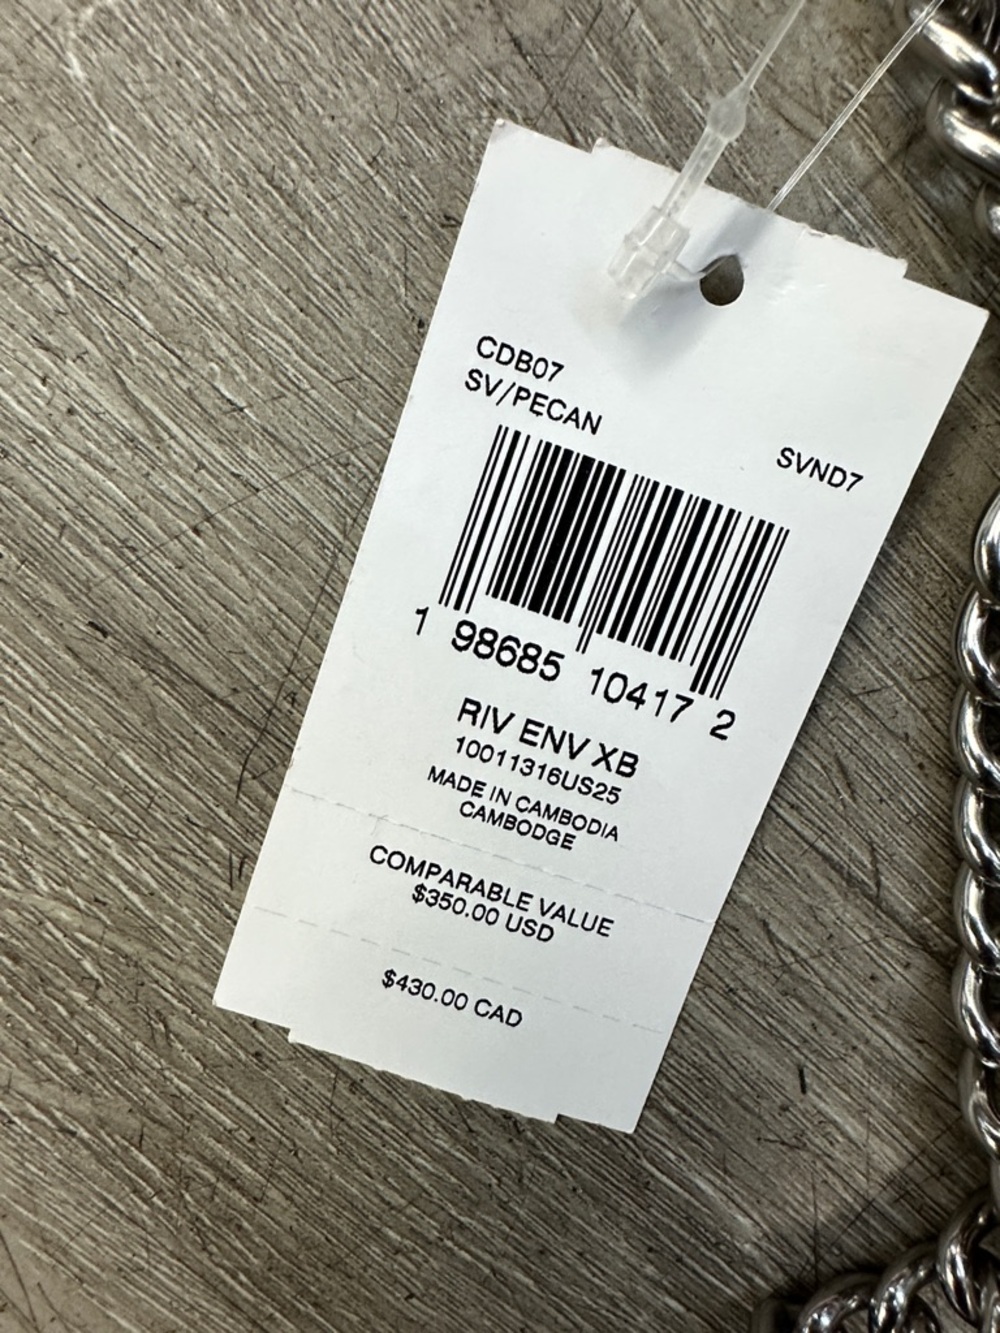 CDB07
SV/PECAN
SVND7
1 98685 10417 2
RIV ENV XB
10011316US25
MADE IN CAMBODIA
CAMBODGE
COMPARABLE VALUE
$350.00 USD
$430.00 CAD